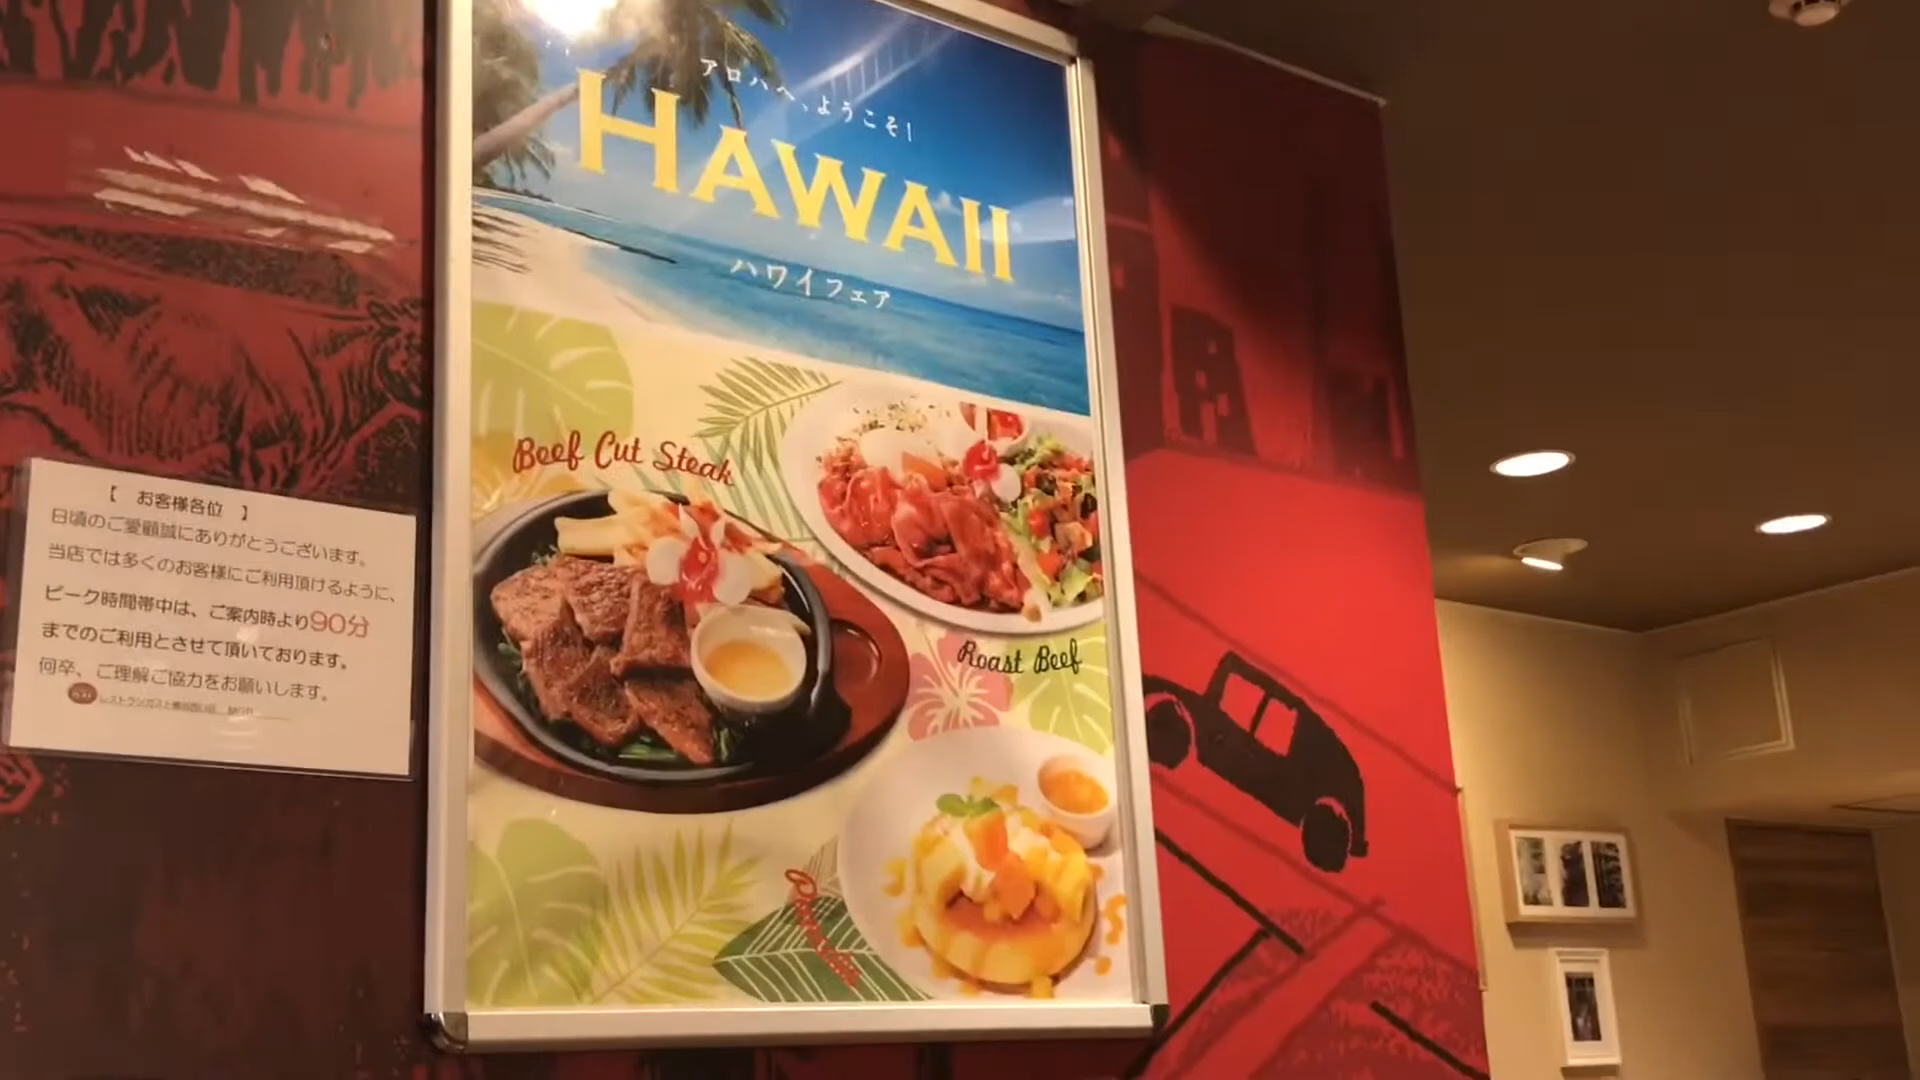 【 お客様各位 】
日頃のご愛顧誠にありがとうございます。
当店では多くのお客様にご利用頂けるように、
ピーク時間帯中は、ご案内時より90分
までのご利用とさせて頂いております。
何卒、ご理解ご協力をお願いします。
アロハへ、ようこそ!
HAWAII
ハワイフェア
Beef Cut Steak
Roast Beef
Pancake